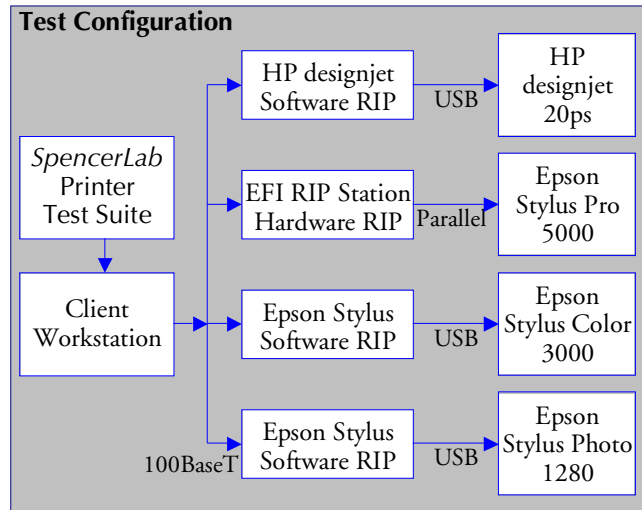 Test Configuration
HP designjet
Software RIP
USB
HP
designjet
20ps
SpencerLab
Printer
Test Suite
EFI RIP Station
Hardware RIP
Parallel
Epson
Stylus Pro
5000
Client
Workstation
Epson Stylus
Software RIP
USB
Epson
Stylus Color
3000
100BaseT
Epson Stylus
Software RIP
USB
Epson
Stylus Photo
1280